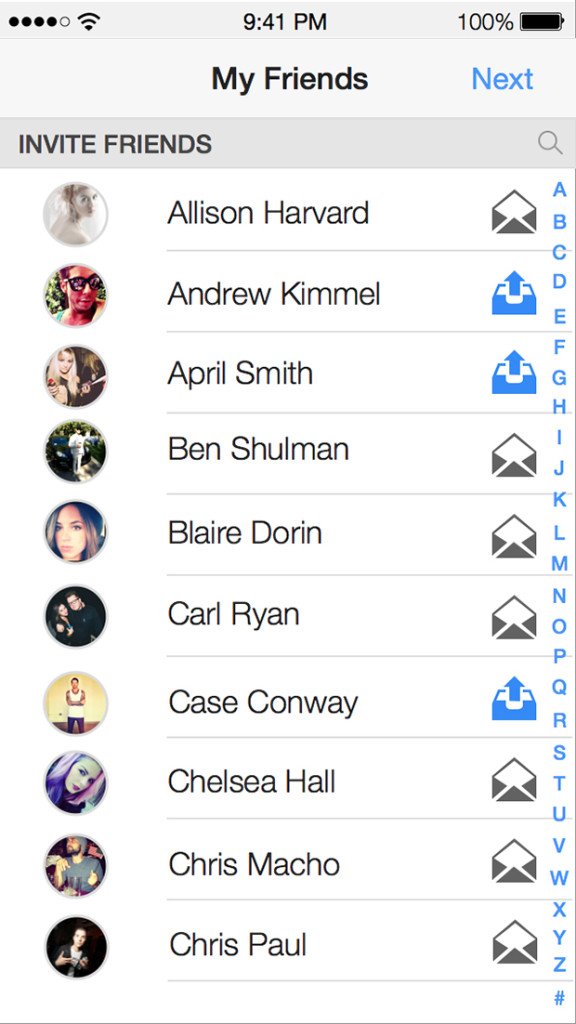 9:41 PM 100%
My Friends Next
INVITE FRIENDS
Allison Harvard
Andrew Kimmel
April Smith
Ben Shulman
Blaire Dorin
Carl Ryan
Case Conway
Chelsea Hall
Chris Macho
Chris Paul
A
B
C
D
E
F
G
H
I
J
K
L
M
N
O
P
Q
R
S
T
U
V
W
X
Y
Z
#